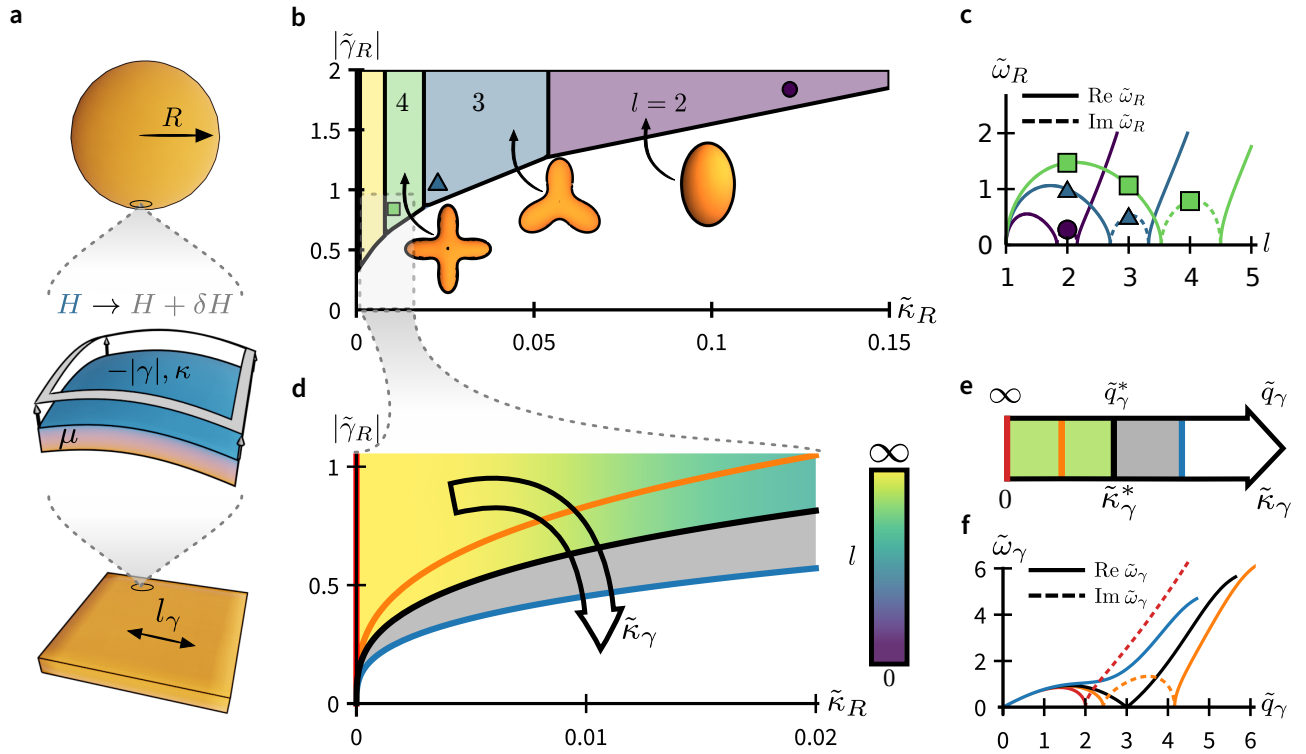 a
R
H → H + δH
−|γ|, κ
μ
l_γ
b
|γ̃_R|
2
1.5
1
0.5
0
4
3
l = 2
0
0.05
0.1
0.15
κ̃_R
c
ω̃_R
Re ω̃_R
Im ω̃_R
2
1
0
1
2
3
4
5
l
d
|γ̃_R|
1
0.5
0
κ̃_γ
0
0.01
0.02
κ̃_R
∞
l
0
e
∞
q̃*_γ
q̃_γ
0
κ̃*_γ
κ̃_γ
f
ω̃_γ
Re ω̃_γ
Im ω̃_γ
6
4
2
0
0
1
2
3
4
5
6
q̃_γ